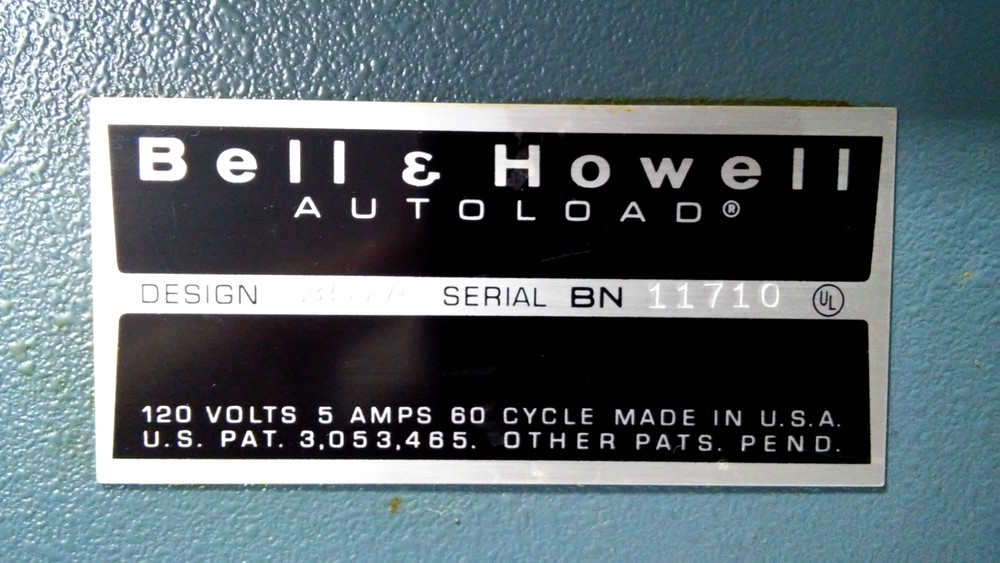 Bell & Howell
AUTOLOAD®
DESIGN SERIAL BN 11710 UL
120 VOLTS 5 AMPS 60 CYCLE MADE IN U.S.A.
U.S. PAT. 3,053,465. OTHER PATS. PEND.